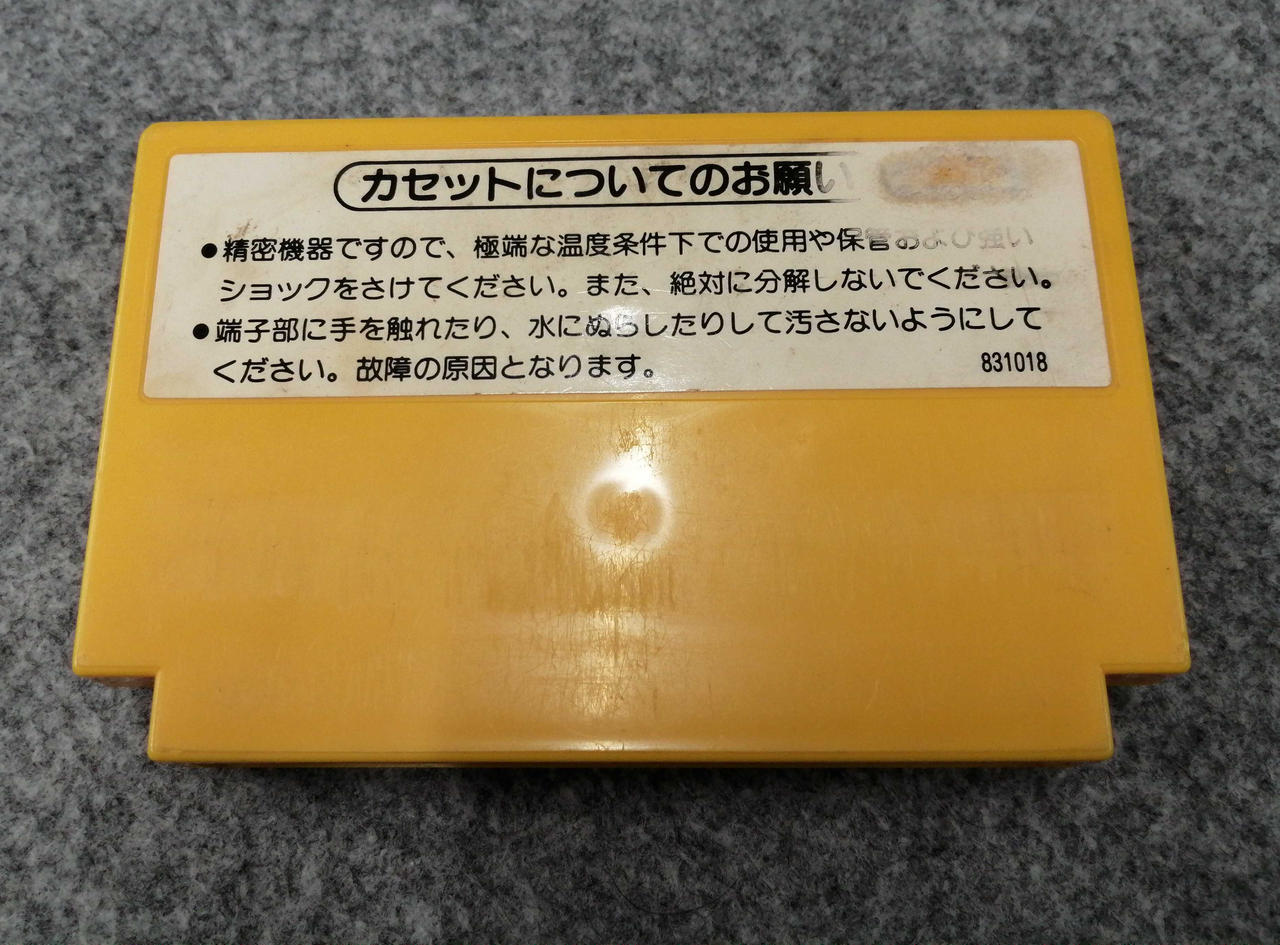 カセットについてのお願い
●精密機器ですので、極端な温度条件下での使用や保管および強い
ショックをさけてください。また、絶対に分解しないでください。
●端子部に手を触れたり、水にぬらしたりして汚さないようにして
ください。故障の原因となります。
831018